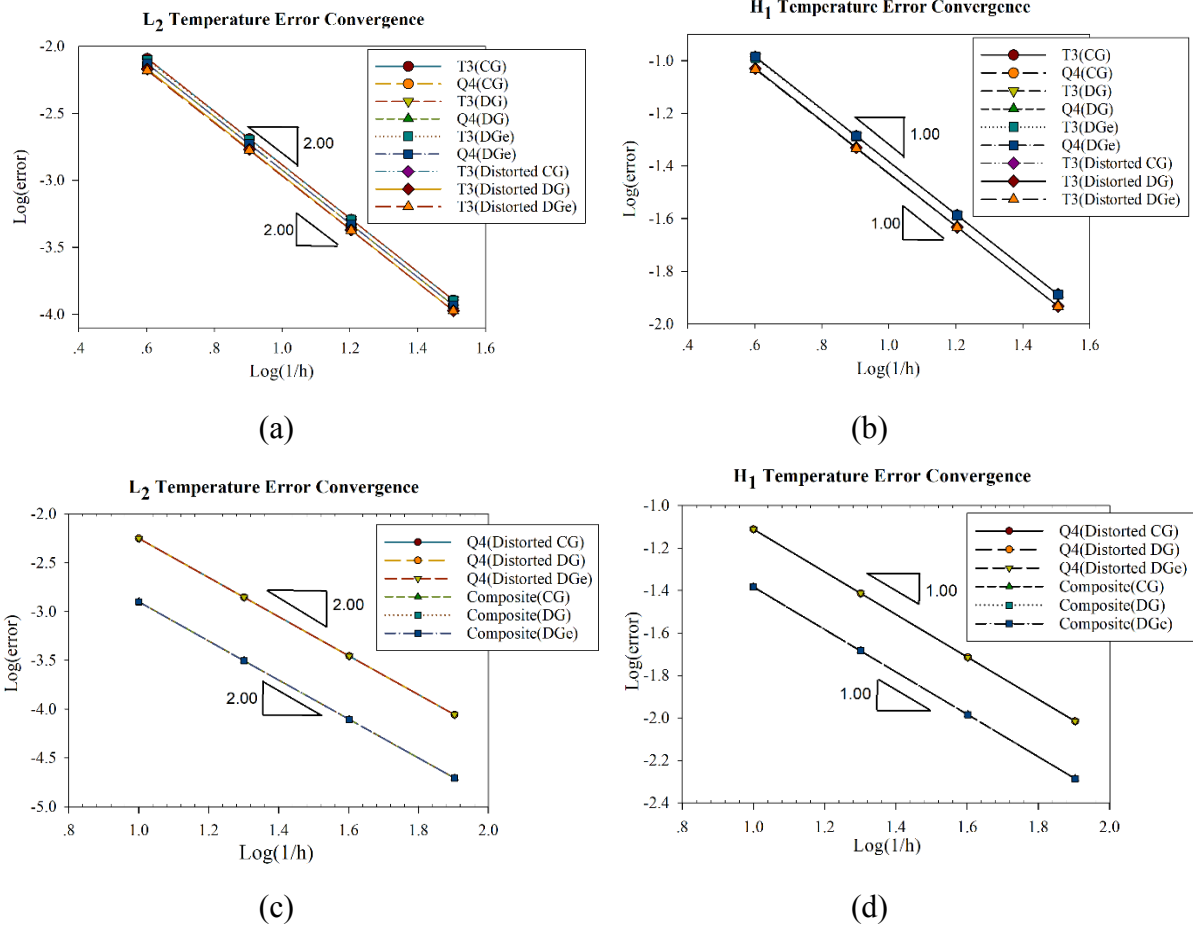 L2 Temperature Error Convergence
Log(error)
-2.0
-2.5
-3.0
-3.5
-4.0
.4 .6 .8 1.0 1.2 1.4 1.6
Log(1/h)
2.00
2.00
T3(CG)
Q4(CG)
T3(DG)
Q4(DG)
T3(DGe)
Q4(DGe)
T3(Distorted CG)
T3(Distorted DG)
T3(Distorted DGe)
(a)
H1 Temperature Error Convergence
Log(error)
-1.0
-1.2
-1.4
-1.6
-1.8
-2.0
.4 .6 .8 1.0 1.2 1.4 1.6
Log(1/h)
1.00
1.00
T3(CG)
Q4(CG)
T3(DG)
Q4(DG)
T3(DGe)
Q4(DGe)
T3(Distorted CG)
T3(Distorted DG)
T3(Distorted DGe)
(b)
L2 Temperature Error Convergence
Log(error)
-2.0
-2.5
-3.0
-3.5
-4.0
-4.5
-5.0
.8 1.0 1.2 1.4 1.6 1.8 2.0
Log(1/h)
2.00
2.00
Q4(Distorted CG)
Q4(Distorted DG)
Q4(Distorted DGe)
Composite(CG)
Composite(DG)
Composite(DGe)
(c)
H1 Temperature Error Convergence
Log(error)
-1.0
-1.2
-1.4
-1.6
-1.8
-2.0
-2.2
-2.4
.8 1.0 1.2 1.4 1.6 1.8 2.0
Log(1/h)
1.00
1.00
Q4(Distorted CG)
Q4(Distorted DG)
Q4(Distorted DGe)
Composite(CG)
Composite(DG)
Composite(DGe)
(d)